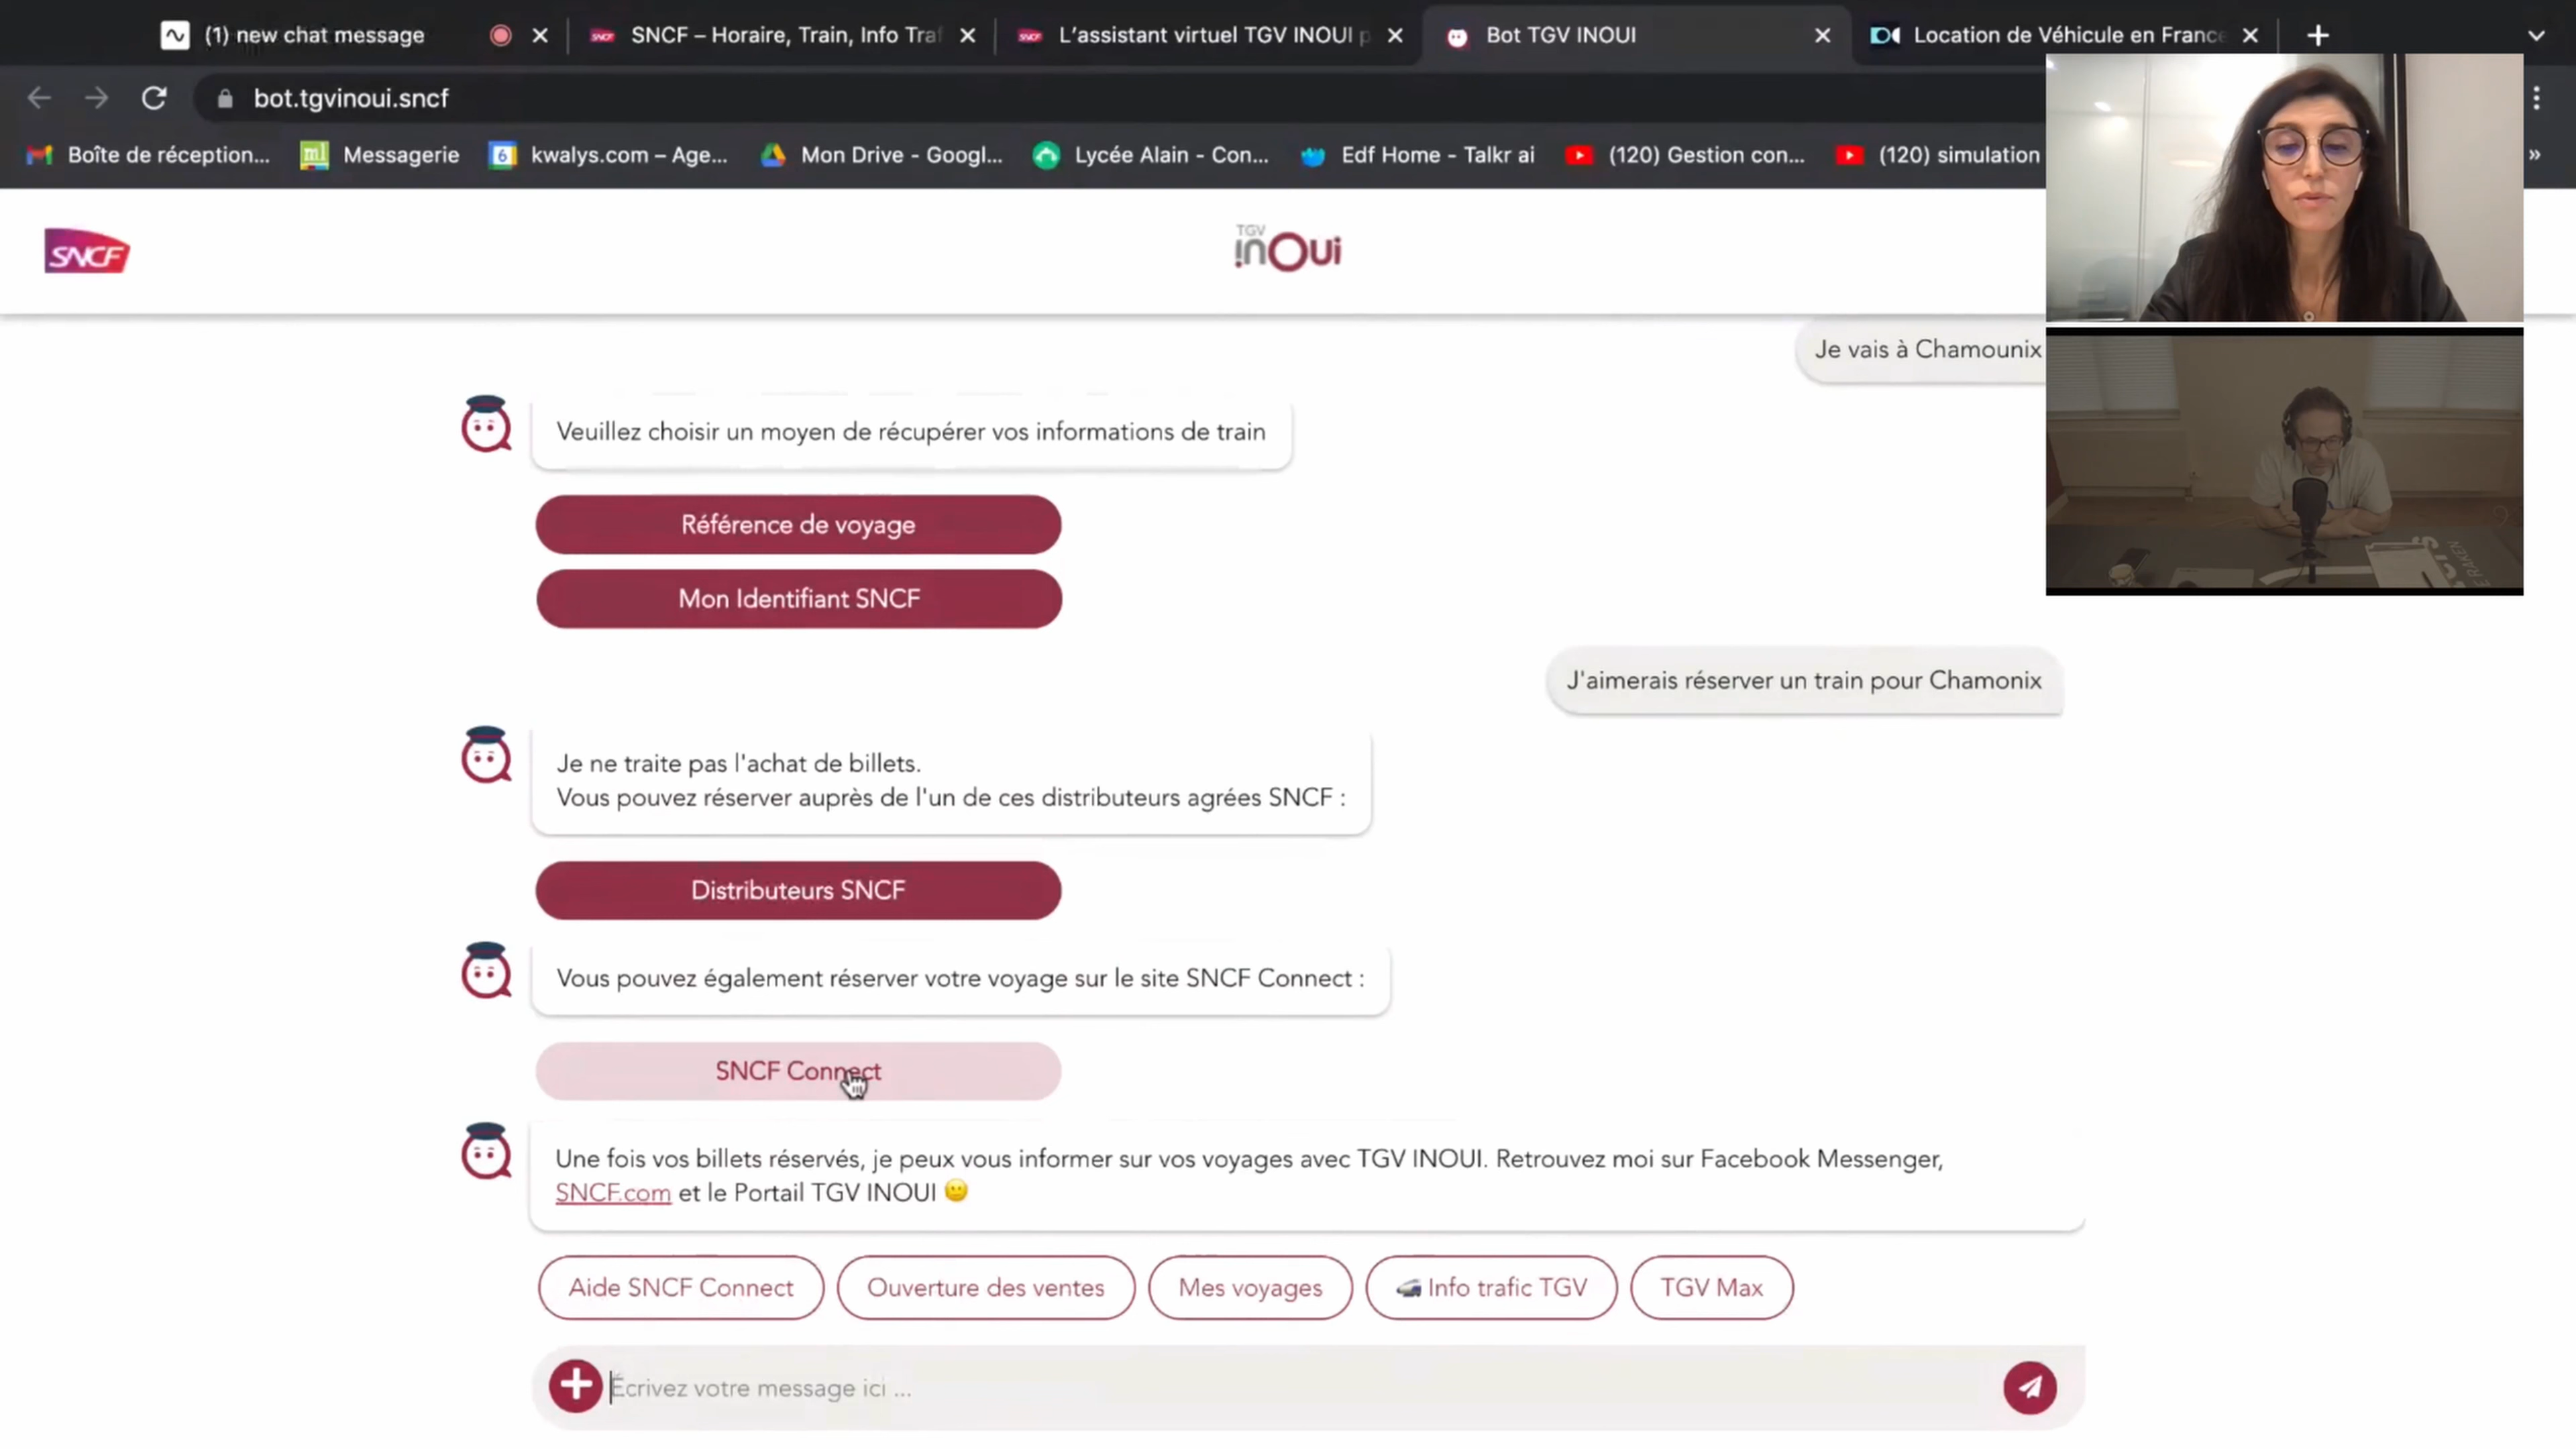 (1) new chat message
SNCF – Horaire, Train, Info Traf
L'assistant virtuel TGV INOUI p
Bot TGV INOUI
Location de Véhicule en France
bot.tgvinoui.sncf
Boîte de réception...
Messagerie
kwalys.com – Age...
Mon Drive - Googl...
Lycée Alain - Con...
Edf Home - Talkr ai
(120) Gestion con...
(120) simulation
SNCF
TGV
inOui
Je vais à Chamounix
Veuillez choisir un moyen de récupérer vos informations de train
Référence de voyage
Mon Identifiant SNCF
J'aimerais réserver un train pour Chamonix
Je ne traite pas l'achat de billets.
Vous pouvez réserver auprès de l'un de ces distributeurs agrées SNCF :
Distributeurs SNCF
Vous pouvez également réserver votre voyage sur le site SNCF Connect :
SNCF Connect
Une fois vos billets réservés, je peux vous informer sur vos voyages avec TGV INOUI. Retrouvez moi sur Facebook Messenger,
SNCF.com et le Portail TGV INOUI 🙂
Aide SNCF Connect
Ouverture des ventes
Mes voyages
🚄 Info trafic TGV
TGV Max
Écrivez votre message ici ...